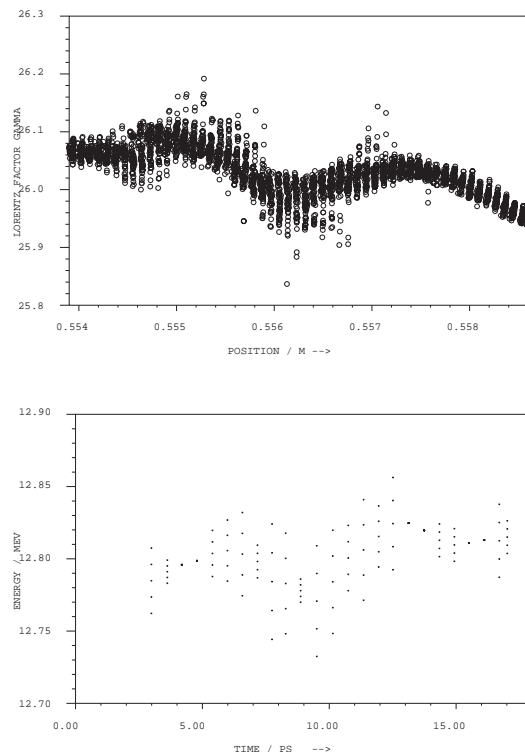 26.3
26.2
26.1
26.0
25.9
25.8
LORENTZ FACTOR GAMMA
0.554 0.555 0.556 0.557 0.558
POSITION / M -->
12.90
12.85
12.80
12.75
12.70
ENERGY / MEV
0.00 5.00 10.00 15.00
TIME / PS -->